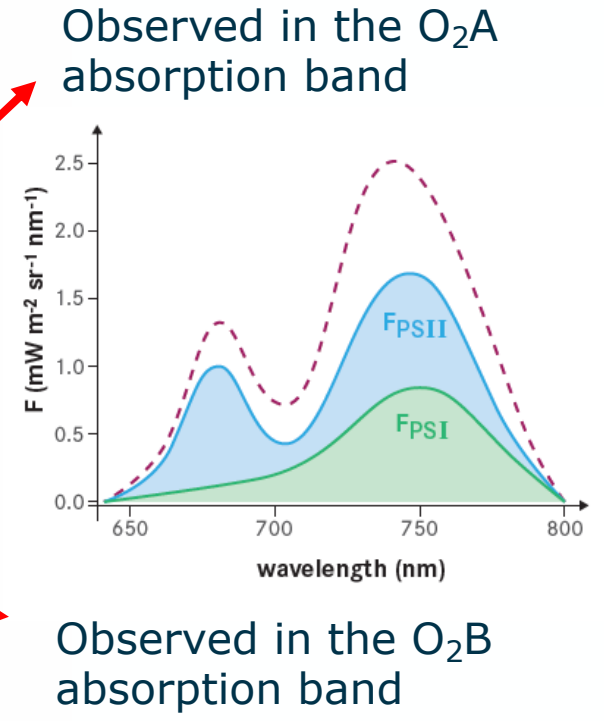 Observed in the O₂A
absorption band
F (mW m⁻² sr⁻¹ nm⁻¹)
2.5
2.0
1.5
1.0
0.5
0.0
FPSII
FPSI
650
700
750
800
wavelength (nm)
Observed in the O₂B
absorption band